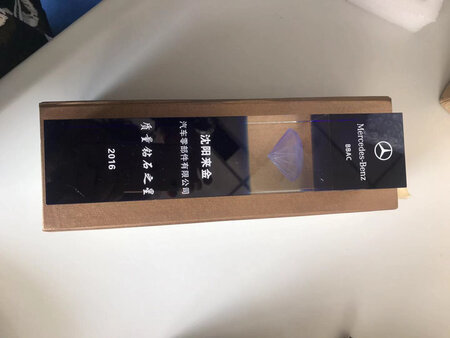 Mercedes-Benz
BBAC
沈阳来金
汽车零部件有限公司
质量钻石之星
2016